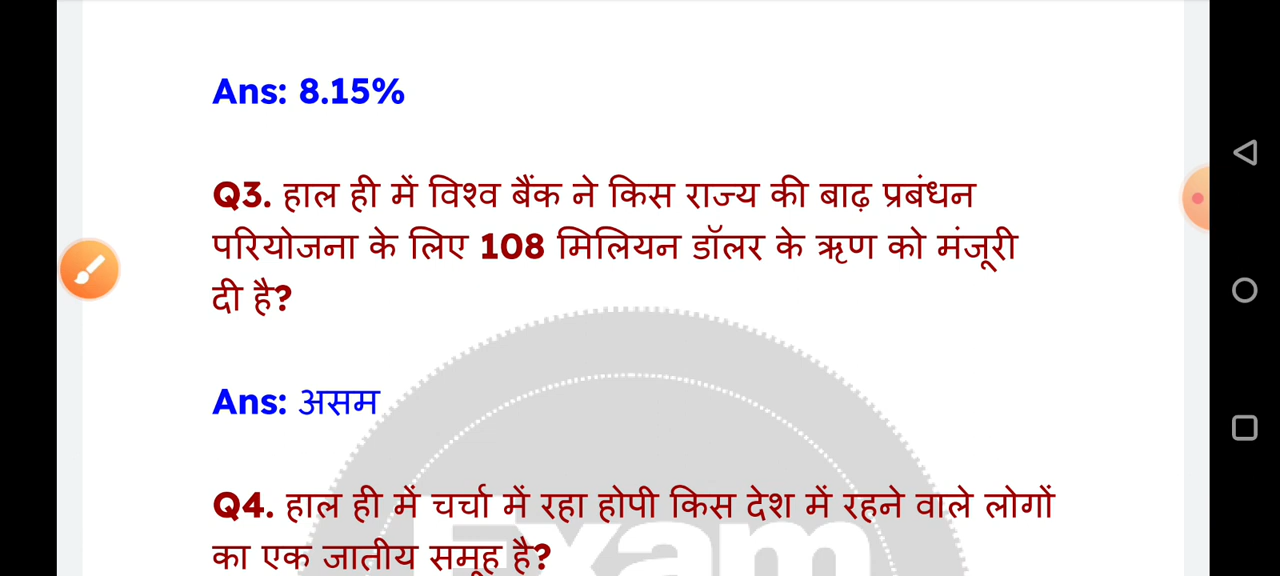 Ans: 8.15%
Q3. हाल ही में विश्व बैंक ने किस राज्य की बाढ़ प्रबंधन
परियोजना के लिए 108 मिलियन डॉलर के ऋण को मंजूरी
दी है?
Ans: असम
Q4. हाल ही में चर्चा में रहा होपी किस देश में रहने वाले लोगों
का एक जातीय समूह है?
Exam